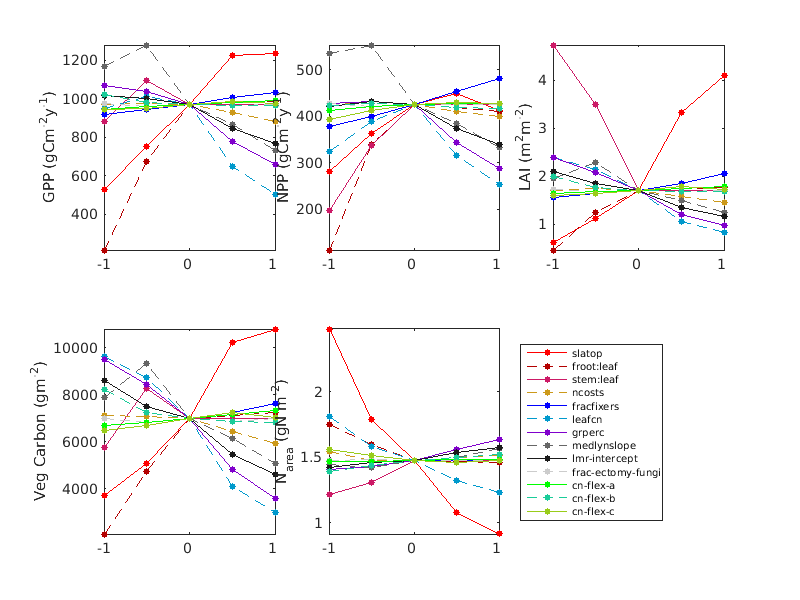 GPP (gCm-2y-1)
1200
1000
800
600
400
-1 0 1
NPP (gCm-2y-1)
500
400
300
200
-1 0 1
LAI (m2m-2)
4
3
2
1
-1 0 1
Veg Carbon (gm-2)
10000
8000
6000
4000
-1 0 1
Narea (gN m-2)
2
1.5
1
-1 0 1
slatop
froot:leaf
stem:leaf
ncosts
fracfixers
leafcn
grperc
medlynslope
lmr-intercept
frac-ectomy-fungi
cn-flex-a
cn-flex-b
cn-flex-c